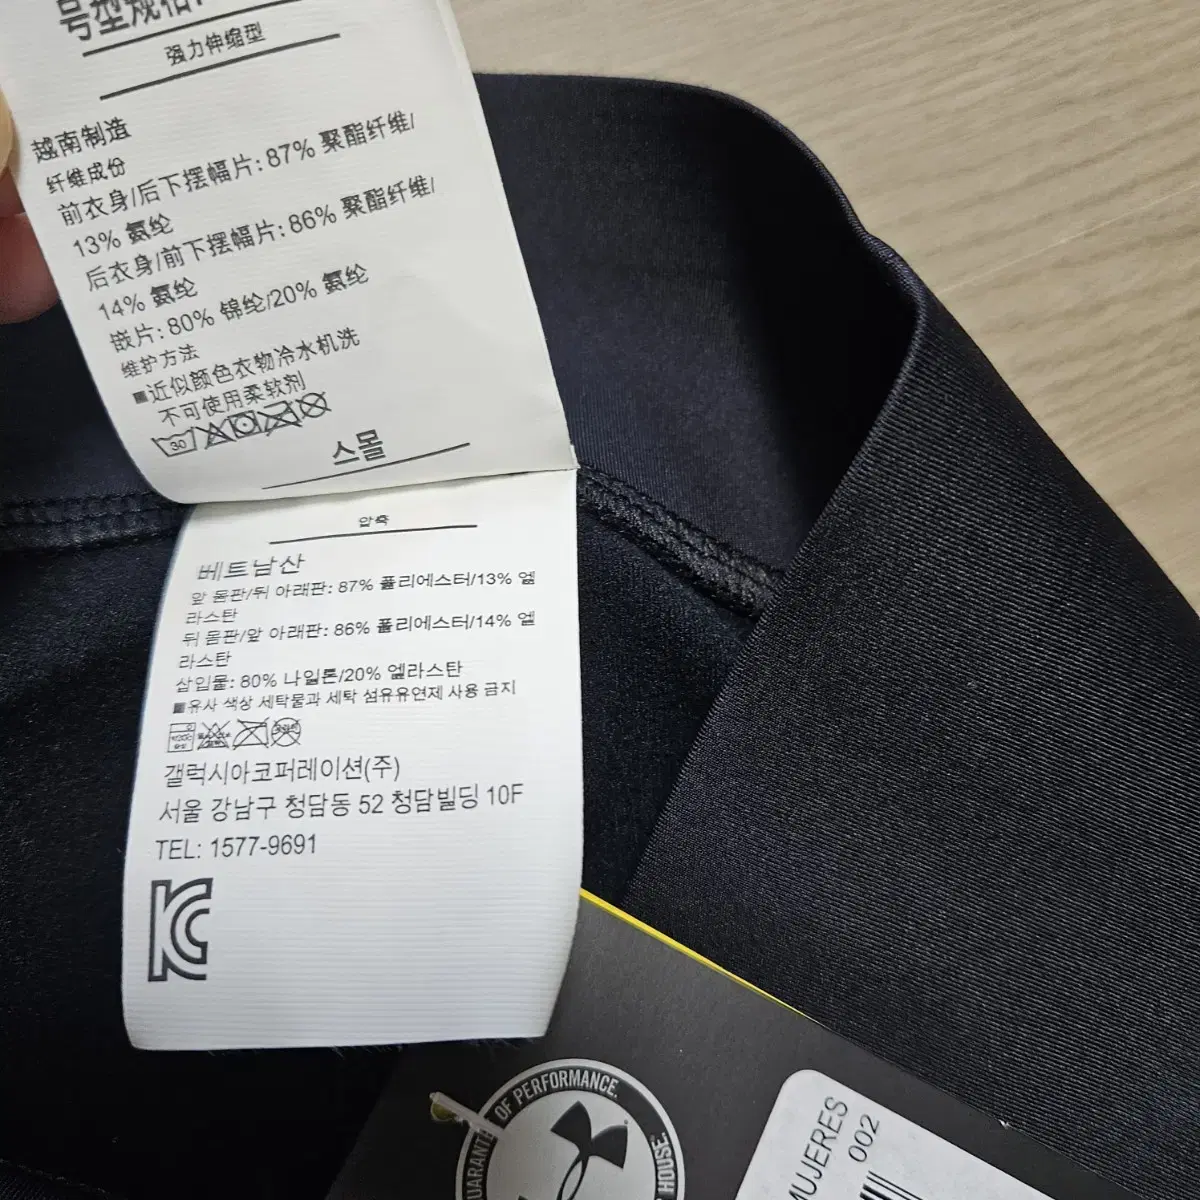 号型规格
强力伸缩型
越南制造
纤维成份
前衣身/后下摆幅片: 87% 聚酯纤维/
13% 氨纶
后衣身/前下摆幅片: 86% 聚酯纤维/
14% 氨纶
嵌片: 80% 锦纶/20% 氨纶
维护方法
■近似颜色衣物冷水机洗
不可使用柔软剂
30
스몰
압축
베트남산
앞 몸판/뒤 아래판: 87% 폴리에스터/13% 엘
라스탄
뒤 몸판/앞 아래판: 86% 폴리에스터/14% 엘
라스탄
삽입물: 80% 나일론/20% 엘라스탄
■유사 색상 세탁물과 세탁 섬유유연제 사용 금지
갤럭시아코퍼레이션(주)
서울 강남구 청담동 52 청담빌딩 10F
TEL: 1577-9691
KC
OF PERFORMANCE.
HOUSE.
MUJERES
002